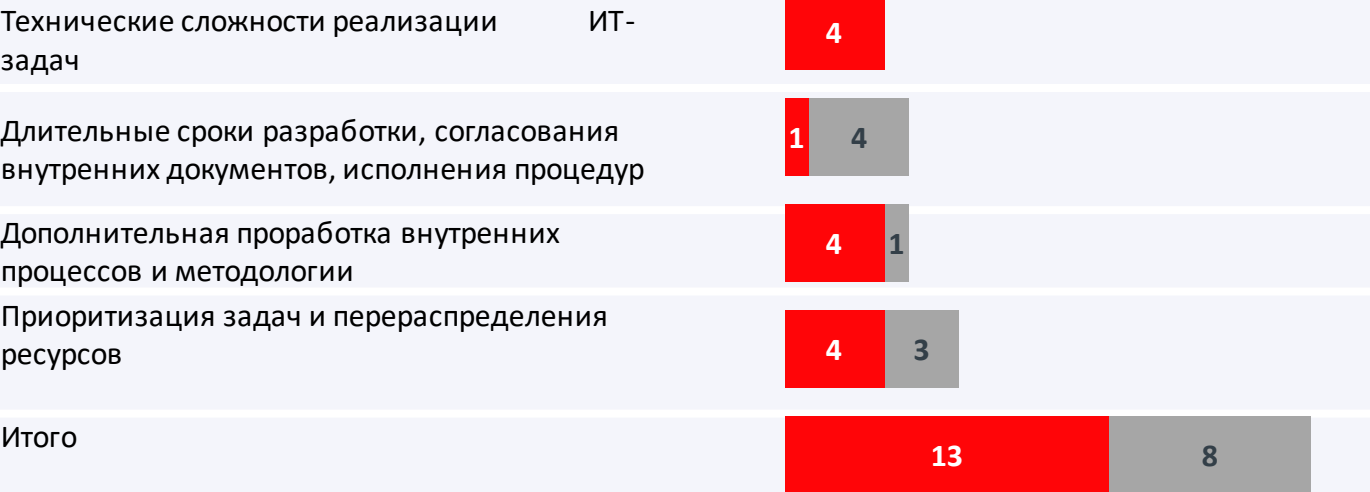 Технические сложности реализации ИТ-
задач
4
Длительные сроки разработки, согласования
внутренних документов, исполнения процедур
1 4
Дополнительная проработка внутренних
процессов и методологии
4 1
Приоритизация задач и перераспределения
ресурсов
4 3
Итого
13 8